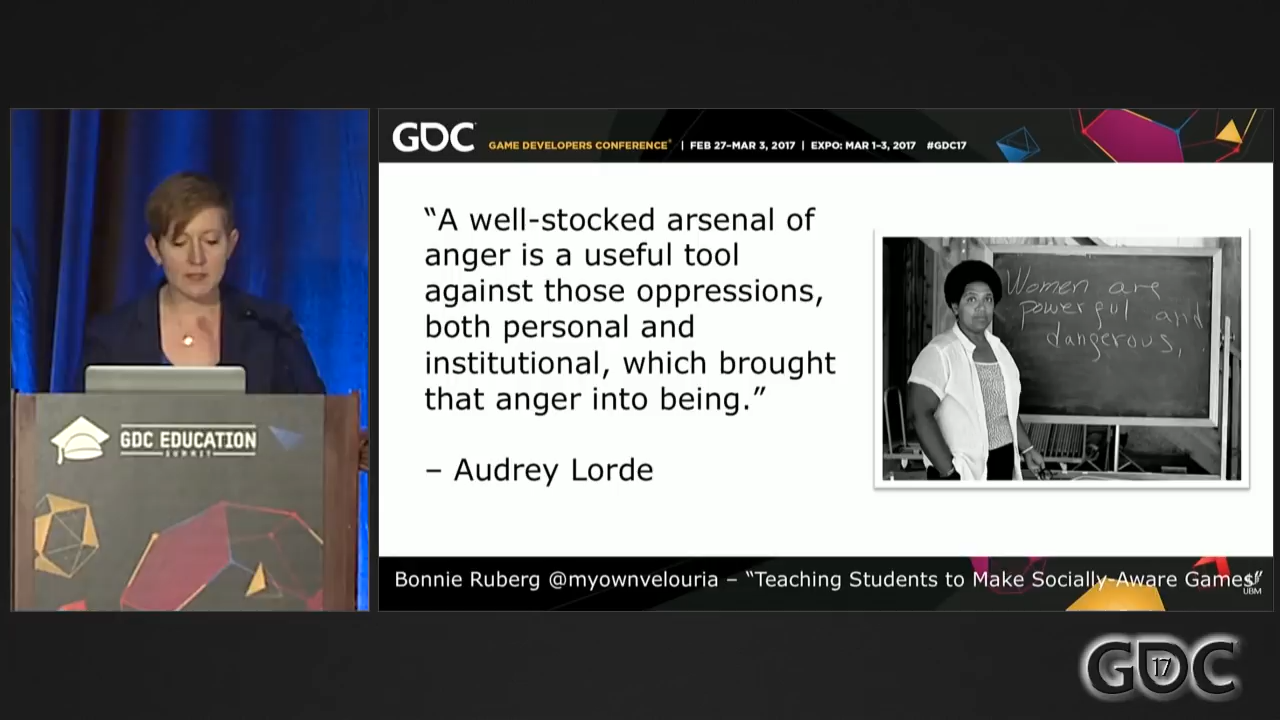 GDC GAME DEVELOPERS CONFERENCE® | FEB 27–MAR 3, 2017 | EXPO: MAR 1–3, 2017 #GDC17
“A well-stocked arsenal of
anger is a useful tool
against those oppressions,
both personal and
institutional, which brought
that anger into being.”
– Audrey Lorde
Women are
powerful and
dangerous,
GDC EDUCATION
SUMMIT
Bonnie Ruberg @myownvelouria – “Teaching Students to Make Socially-Aware Games”
UBM
GDC 17